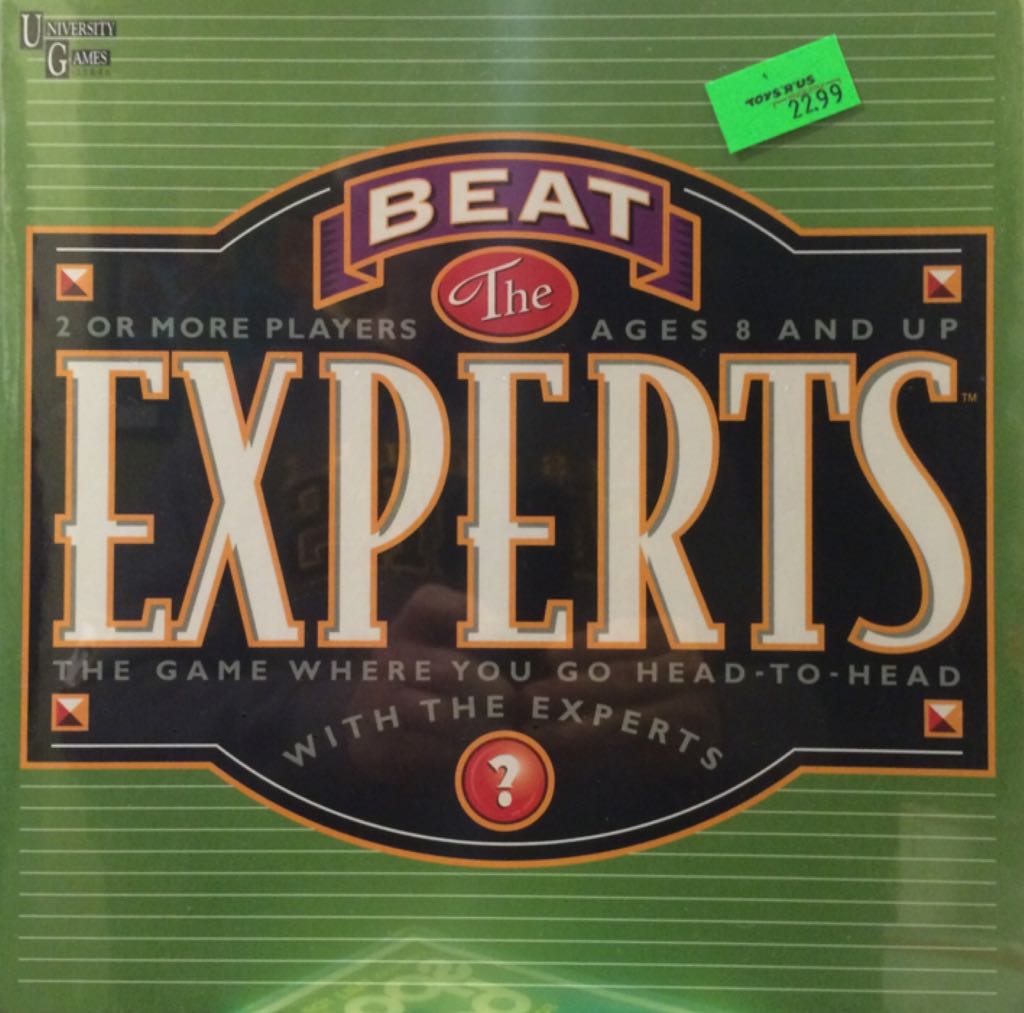 UNIVERSITY
GAMES
TOYS "R" US
22.99
BEAT
The
2 OR MORE PLAYERS
AGES 8 AND UP
EXPERTS™
THE GAME WHERE YOU GO HEAD-TO-HEAD
WITH THE EXPERTS
?